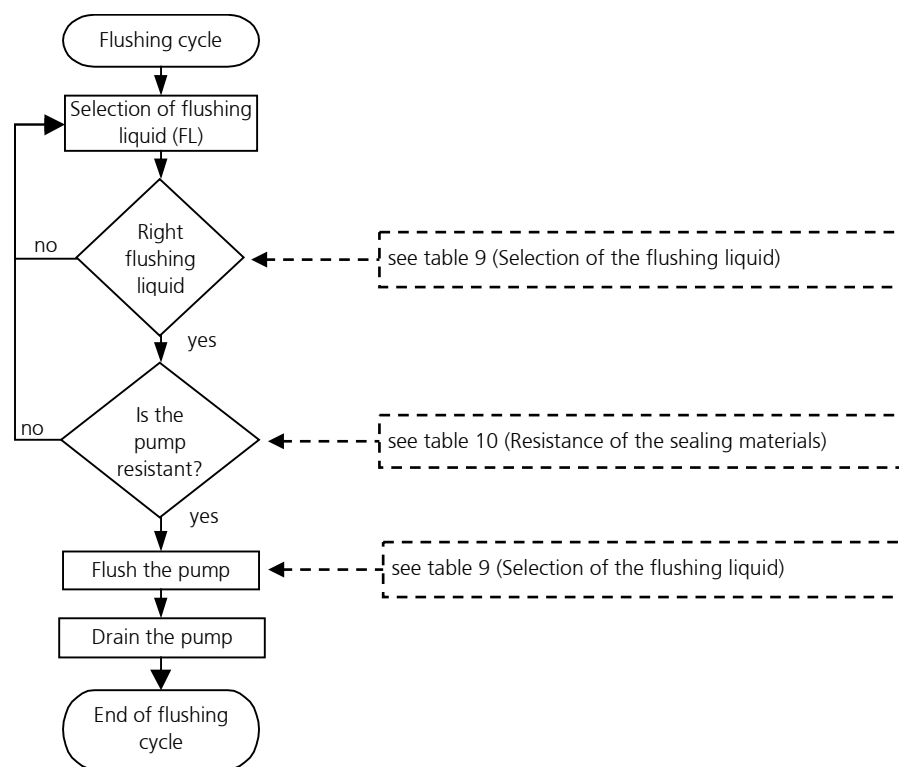 Flushing cycle
Selection of flushing
liquid (FL)
Right
flushing
liquid
no
see table 9 (Selection of the flushing liquid)
yes
Is the
pump
resistant?
no
see table 10 (Resistance of the sealing materials)
yes
Flush the pump
see table 9 (Selection of the flushing liquid)
Drain the pump
End of flushing
cycle